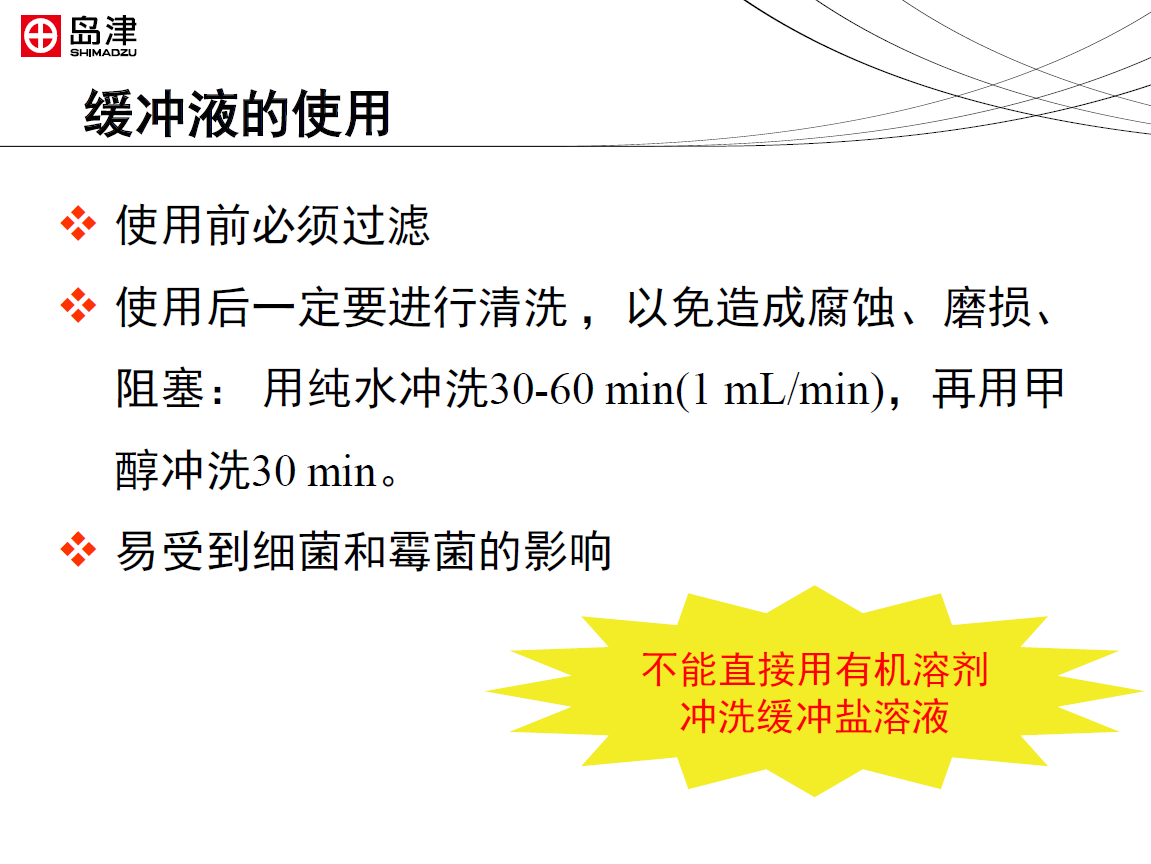 岛津
SHIMADZU
缓冲液的使用
使用前必须过滤
使用后一定要进行清洗，以免造成腐蚀、磨损、
阻塞： 用纯水冲洗30-60 min(1 mL/min)，再用甲
醇冲洗30 min。
易受到细菌和霉菌的影响
不能直接用有机溶剂
冲洗缓冲盐溶液